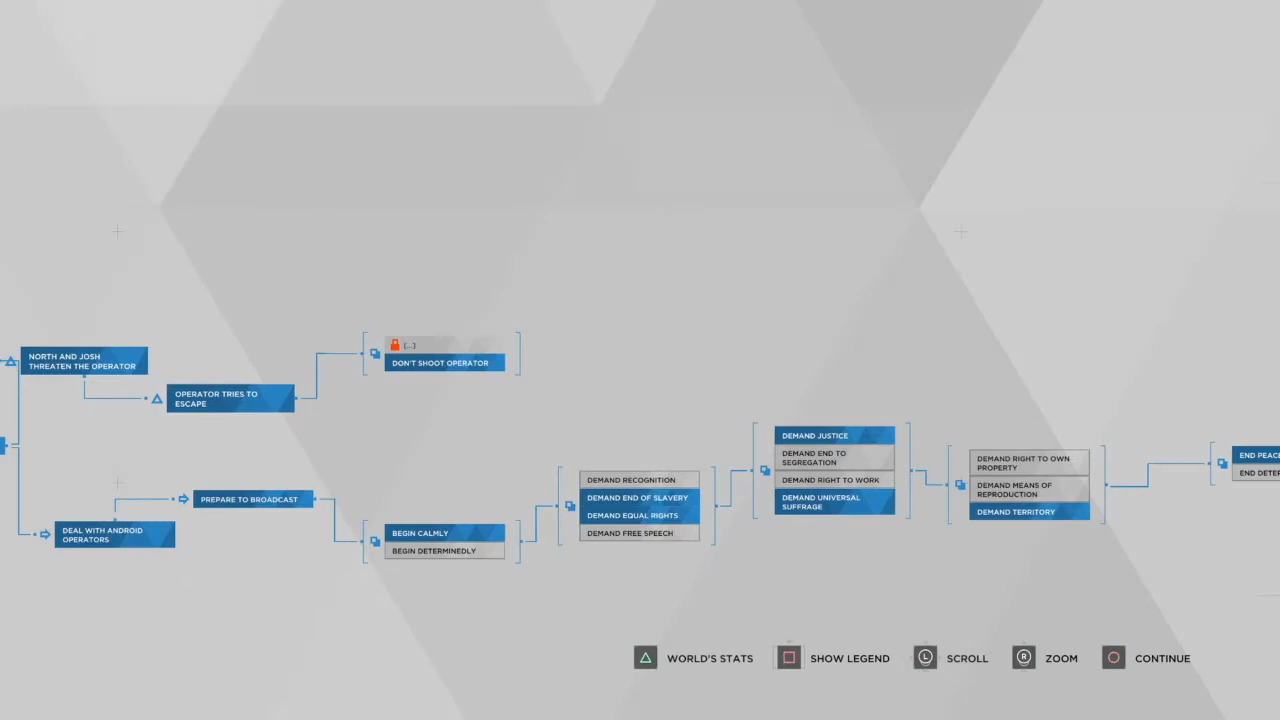 NORTH AND JOSH
THREATEN THE OPERATOR
OPERATOR TRIES TO
ESCAPE
[...]
DON'T SHOOT OPERATOR
DEAL WITH ANDROID
OPERATORS
PREPARE TO BROADCAST
BEGIN CALMLY
BEGIN DETERMINEDLY
DEMAND RECOGNITION
DEMAND END OF SLAVERY
DEMAND EQUAL RIGHTS
DEMAND FREE SPEECH
DEMAND JUSTICE
DEMAND END TO
SEGREGATION
DEMAND RIGHT TO WORK
DEMAND UNIVERSAL
SUFFRAGE
DEMAND RIGHT TO OWN
PROPERTY
DEMAND MEANS OF
REPRODUCTION
DEMAND TERRITORY
END PEACE
END DETER
WORLD'S STATS
SHOW LEGEND
L
SCROLL
R
ZOOM
CONTINUE